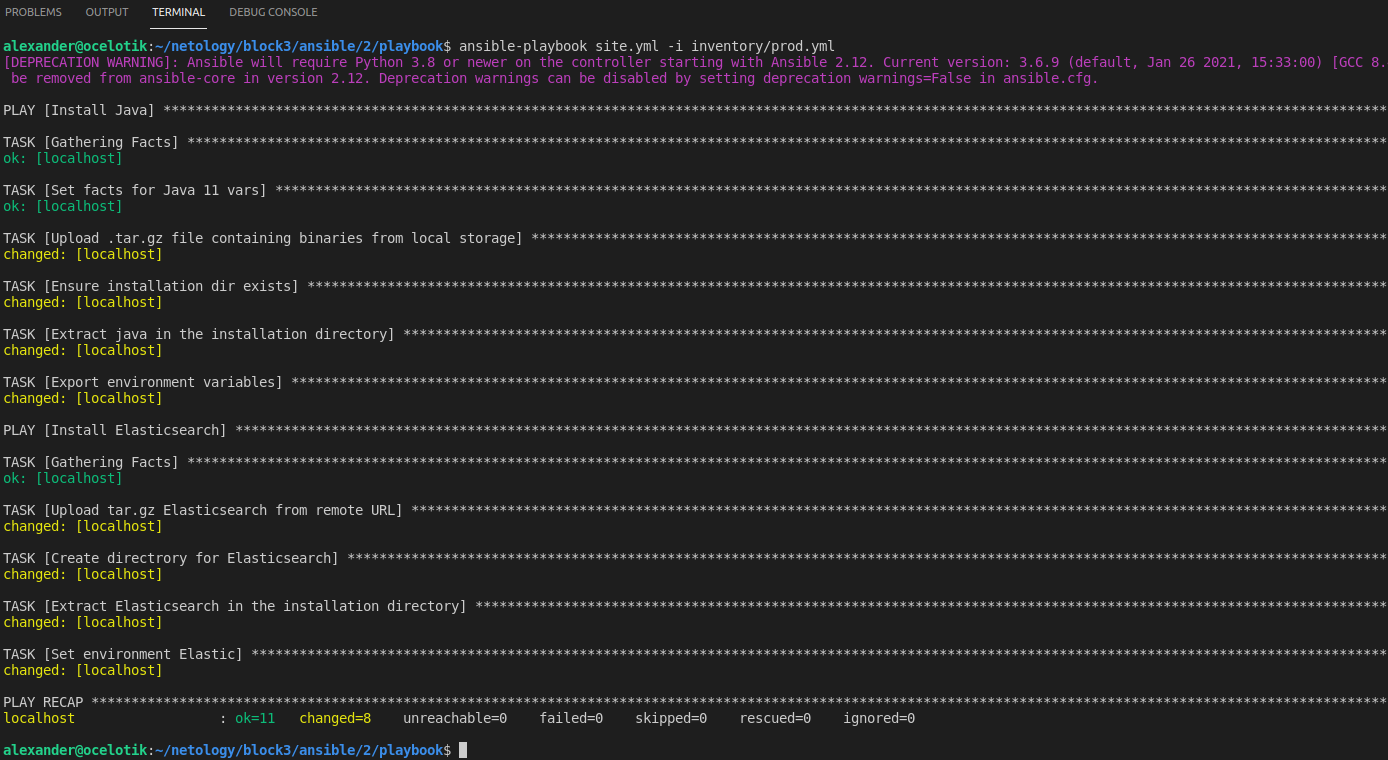 PROBLEMS OUTPUT TERMINAL DEBUG CONSOLE
alexander@ocelotik:~/netology/block3/ansible/2/playbook$ ansible-playbook site.yml -i inventory/prod.yml
[DEPRECATION WARNING]: Ansible will require Python 3.8 or newer on the controller starting with Ansible 2.12. Current version: 3.6.9 (default, Jan 26 2021, 15:33:00) [GCC 8.
be removed from ansible-core in version 2.12. Deprecation warnings can be disabled by setting deprecation_warnings=False in ansible.cfg.
PLAY [Install Java] ****************************************************************************************************************************************************************
TASK [Gathering Facts] *************************************************************************************************************************************************************
ok: [localhost]
TASK [Set facts for Java 11 vars] **************************************************************************************************************************************************
ok: [localhost]
TASK [Upload .tar.gz file containing binaries from local storage] ******************************************************************************************************************
changed: [localhost]
TASK [Ensure installation dir exists] **********************************************************************************************************************************************
changed: [localhost]
TASK [Extract java in the installation directory] **********************************************************************************************************************************
changed: [localhost]
TASK [Export environment variables] ************************************************************************************************************************************************
changed: [localhost]
PLAY [Install Elasticsearch] *******************************************************************************************************************************************************
TASK [Gathering Facts] *************************************************************************************************************************************************************
ok: [localhost]
TASK [Upload tar.gz Elasticsearch from remote URL] *********************************************************************************************************************************
changed: [localhost]
TASK [Create directrory for Elasticsearch] *****************************************************************************************************************************************
changed: [localhost]
TASK [Extract Elasticsearch in the installation directory] *************************************************************************************************************************
changed: [localhost]
TASK [Set environment Elastic] *****************************************************************************************************************************************************
changed: [localhost]
PLAY RECAP *************************************************************************************************************************************************************************
localhost : ok=11 changed=8 unreachable=0 failed=0 skipped=0 rescued=0 ignored=0
alexander@ocelotik:~/netology/block3/ansible/2/playbook$